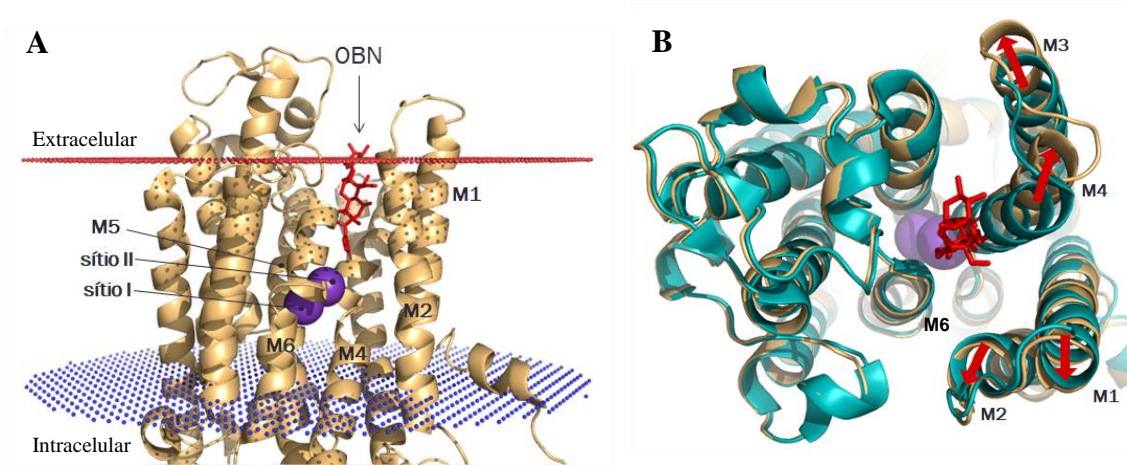 A
OBN
Extracelular
M1
M5
sítio II
sítio I
M2
M6
M4
Intracelular
B
M3
M4
M6
M1
M2